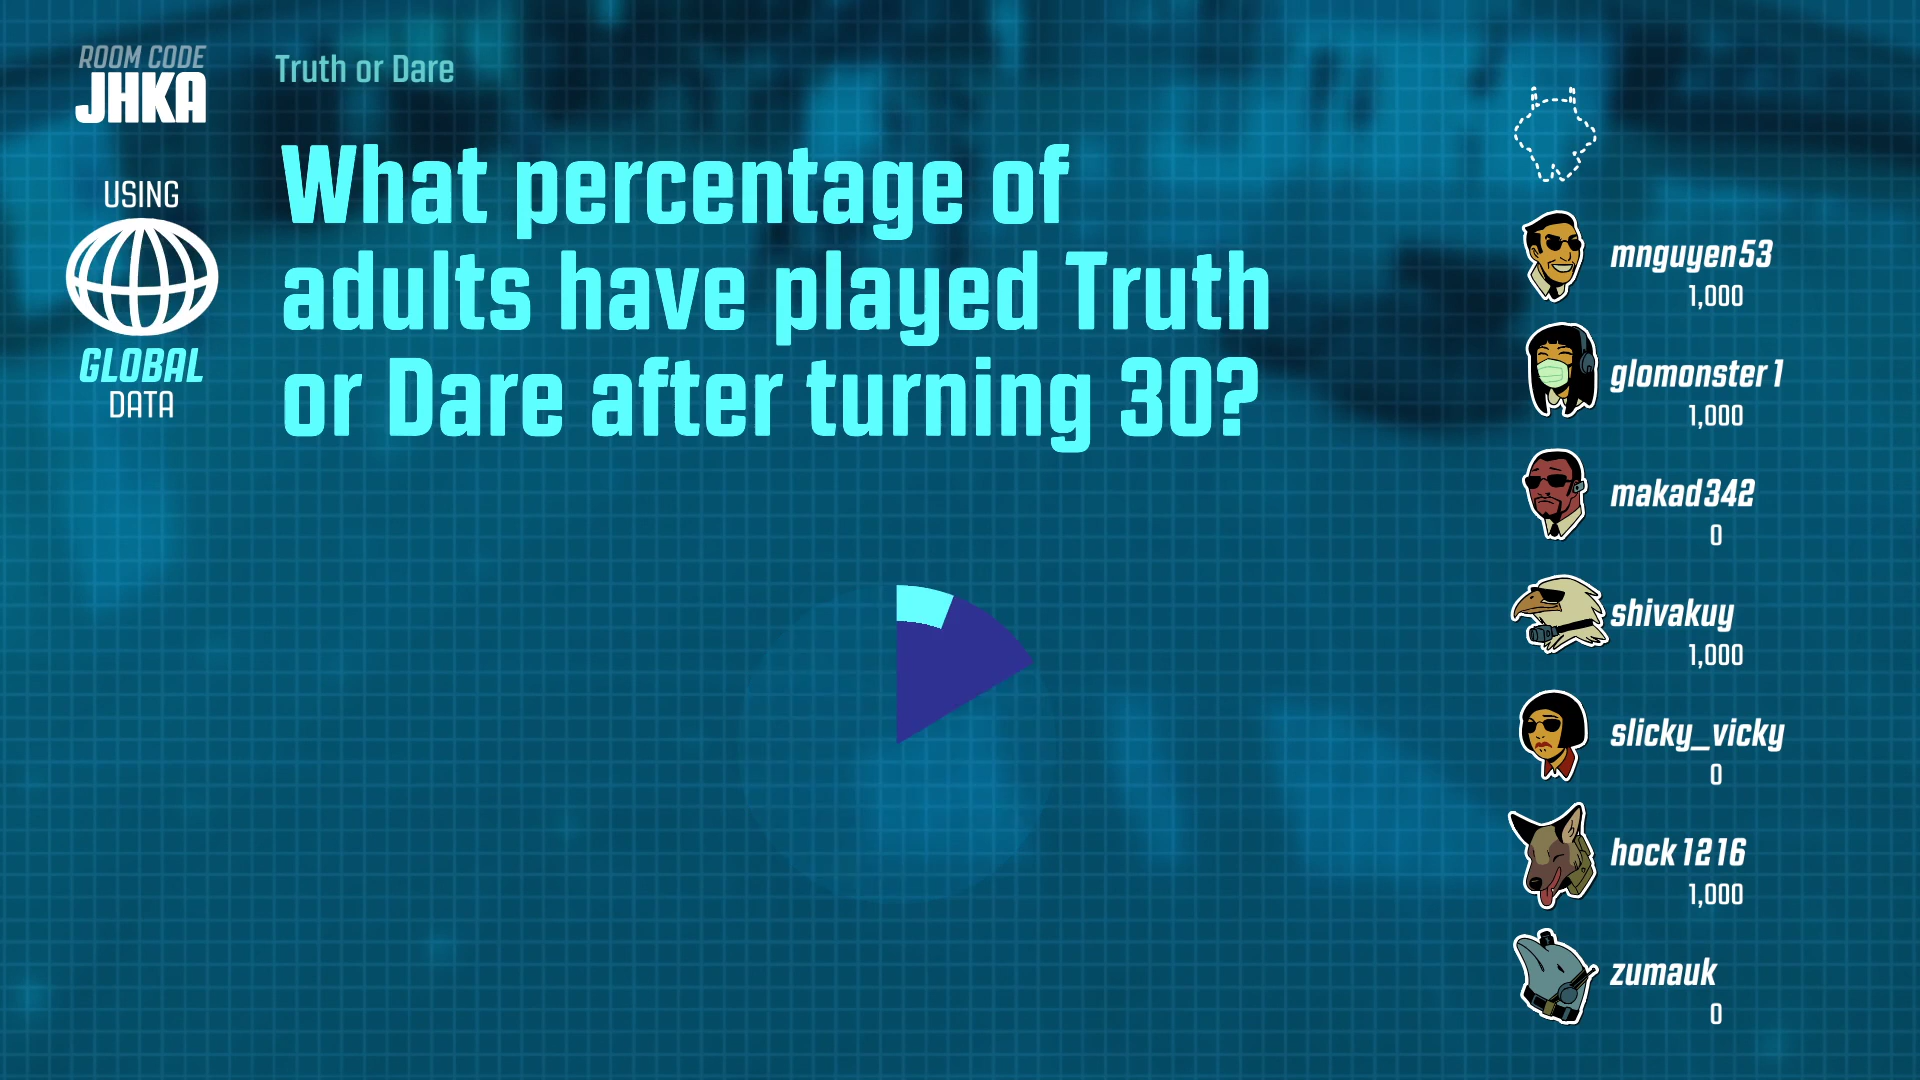 ROOM CODE
JHKA
USING
GLOBAL
DATA
Truth or Dare
What percentage of
adults have played Truth
or Dare after turning 30?
mnguyen53
1,000
glomonster1
1,000
makad342
0
shivakuy
1,000
slicky_vicky
0
hock1216
1,000
zumauk
0